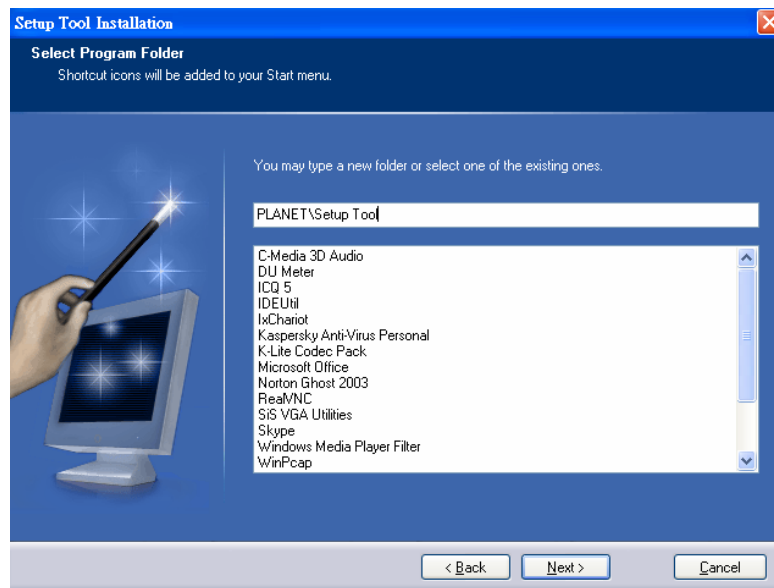 Setup Tool Installation
Select Program Folder
Shortcut icons will be added to your Start menu.
You may type a new folder or select one of the existing ones.
PLANET\Setup Tool
C-Media 3D Audio
DU Meter
ICQ 5
IDEUtil
IxChariot
Kaspersky Anti-Virus Personal
K-Lite Codec Pack
Microsoft Office
Norton Ghost 2003
RealVNC
SiS VGA Utilities
Skype
Windows Media Player Filter
WinPcap
< Back Next > Cancel